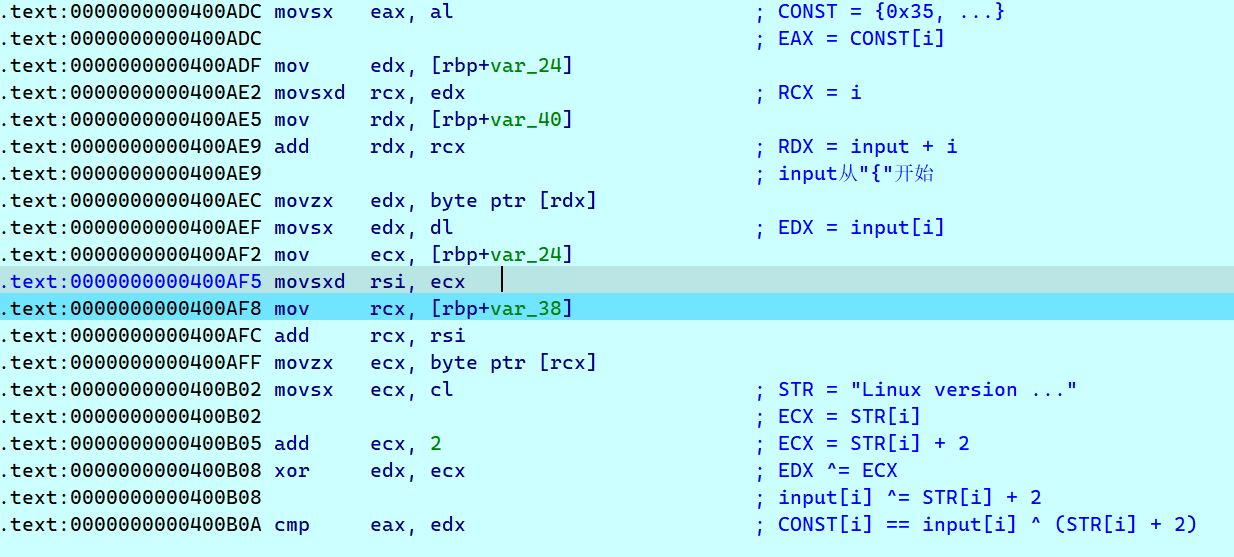 .text:0000000000400ADC movsx   eax, al                         ; CONST = {0x35, ...}
.text:0000000000400ADC                                         ; EAX = CONST[i]
.text:0000000000400ADF mov     edx, [rbp+var_24]
.text:0000000000400AE2 movsxd  rcx, edx                        ; RCX = i
.text:0000000000400AE5 mov     rdx, [rbp+var_40]
.text:0000000000400AE9 add     rdx, rcx                        ; RDX = input + i
.text:0000000000400AE9                                         ; input从"{"开始
.text:0000000000400AEC movzx   edx, byte ptr [rdx]
.text:0000000000400AEF movsx   edx, dl                         ; EDX = input[i]
.text:0000000000400AF2 mov     ecx, [rbp+var_24]
.text:0000000000400AF5 movsxd  rsi, ecx
.text:0000000000400AF8 mov     rcx, [rbp+var_38]
.text:0000000000400AFC add     rcx, rsi
.text:0000000000400AFF movzx   ecx, byte ptr [rcx]
.text:0000000000400B02 movsx   ecx, cl                         ; STR = "Linux version ..."
.text:0000000000400B02                                         ; ECX = STR[i]
.text:0000000000400B05 add     ecx, 2                          ; ECX = STR[i] + 2
.text:0000000000400B08 xor     edx, ecx                        ; EDX ^= ECX
.text:0000000000400B08                                         ; input[i] ^= STR[i] + 2
.text:0000000000400B0A cmp     eax, edx                        ; CONST[i] == input[i] ^ (STR[i] + 2)